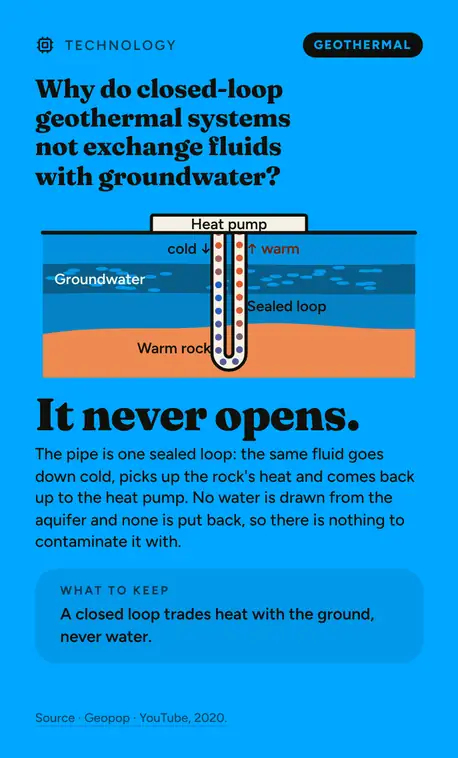 TECHNOLOGY
GEOTHERMAL
Why do closed-loop
geothermal systems
not exchange fluids
with groundwater?
Heat pump
cold ↓
↑ warm
Groundwater
Sealed loop
Warm rock
It never opens.
The pipe is one sealed loop: the same fluid goes
down cold, picks up the rock's heat and comes back
up to the heat pump. No water is drawn from the
aquifer and none is put back, so there is nothing to
contaminate it with.
WHAT TO KEEP
A closed loop trades heat with the ground,
never water.
Source · Geopop · YouTube, 2020.